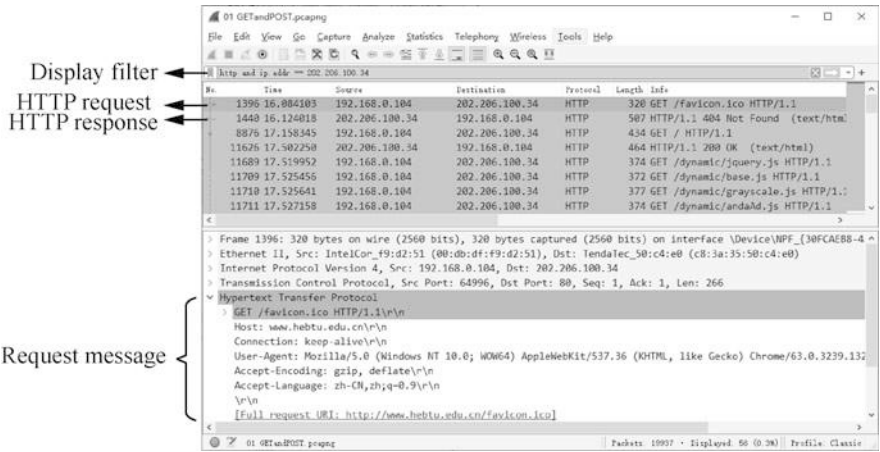 01 GETandPOST.pcapng
File Edit View Go Capture Analyze Statistics Telephony Wireless Tools Help
Display filter
http and ip.addr == 202.206.100.34
No. Time Source Destination Protocol Length Info
HTTP request
1396 16.084103 192.168.0.104 202.206.100.34 HTTP 320 GET /favicon.ico HTTP/1.1
HTTP response
1440 16.124018 202.206.100.34 192.168.0.104 HTTP 507 HTTP/1.1 404 Not Found (text/html
8876 17.158345 192.168.0.104 202.206.100.34 HTTP 434 GET / HTTP/1.1
11626 17.502250 202.206.100.34 192.168.0.104 HTTP 464 HTTP/1.1 200 OK (text/html)
11689 17.519952 192.168.0.104 202.206.100.34 HTTP 374 GET /dynamic/jquery.js HTTP/1.1
11709 17.525456 192.168.0.104 202.206.100.34 HTTP 372 GET /dynamic/base.js HTTP/1.1
11710 17.525641 192.168.0.104 202.206.100.34 HTTP 377 GET /dynamic/grayscale.js HTTP/1.1
11711 17.527158 192.168.0.104 202.206.100.34 HTTP 374 GET /dynamic/andaAd.js HTTP/1.1
Frame 1396: 320 bytes on wire (2560 bits), 320 bytes captured (2560 bits) on interface \Device\NPF_{30FCAEB8-4
Ethernet II, Src: IntelCor_f9:d2:51 (00:db:df:f9:d2:51), Dst: TendaTec_50:c4:e0 (c8:3a:35:50:c4:e0)
Internet Protocol Version 4, Src: 192.168.0.104, Dst: 202.206.100.34
Transmission Control Protocol, Src Port: 64996, Dst Port: 80, Seq: 1, Ack: 1, Len: 266
Hypertext Transfer Protocol
GET /favicon.ico HTTP/1.1\r\n
Host: www.hebtu.edu.cn\r\n
Connection: keep-alive\r\n
Request message
User-Agent: Mozilla/5.0 (Windows NT 10.0; WOW64) AppleWebKit/537.36 (KHTML, like Gecko) Chrome/63.0.3239.132
Accept-Encoding: gzip, deflate\r\n
Accept-Language: zh-CN,zh;q=0.9\r\n
\r\n
[Full request URI: http://www.hebtu.edu.cn/favicon.ico]
01 GETandPOST.pcapng Packets: 19937 · Displayed: 56 (0.3%) Profile: Classic